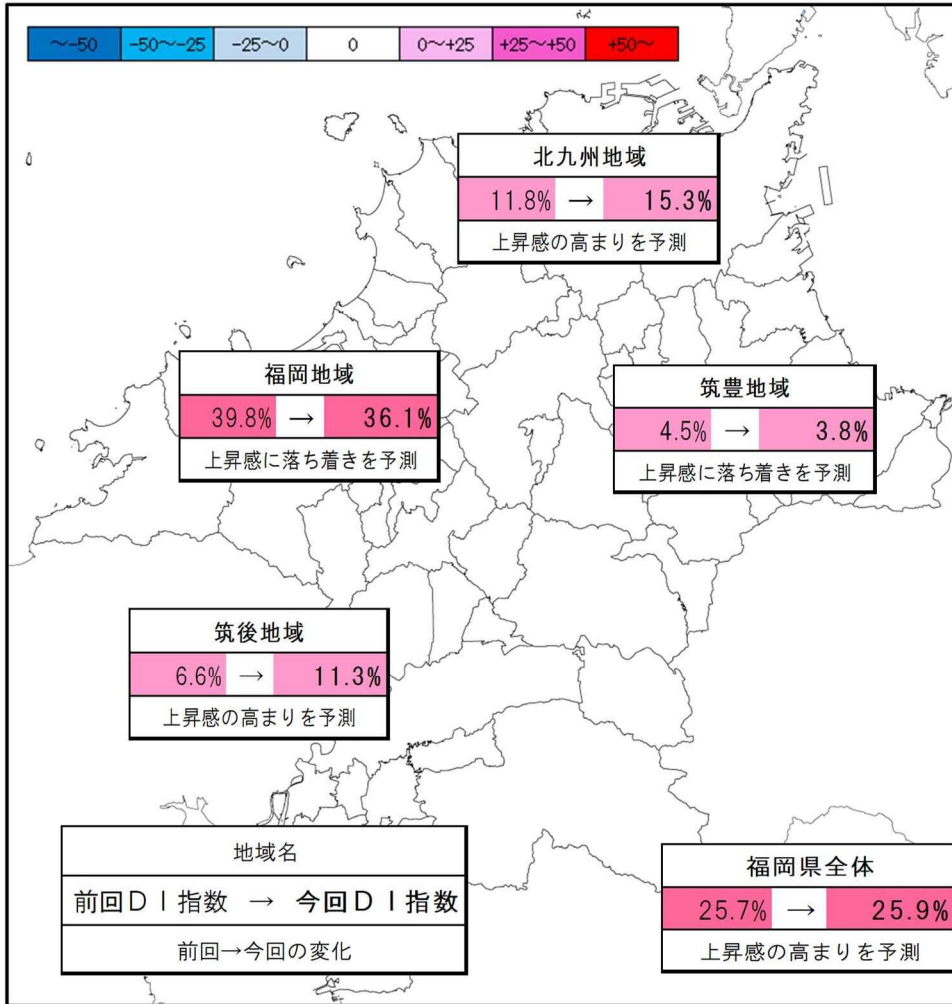 ～-50 -50～-25 -25～0 0 0～+25 +25～+50 +50～
北九州地域
11.8% → 15.3%
上昇感の高まりを予測
福岡地域
39.8% → 36.1%
上昇感に落ち着きを予測
筑豊地域
4.5% → 3.8%
上昇感に落ち着きを予測
筑後地域
6.6% → 11.3%
上昇感の高まりを予測
地域名
前回ＤＩ指数 → 今回ＤＩ指数
前回→今回の変化
福岡県全体
25.7% → 25.9%
上昇感の高まりを予測